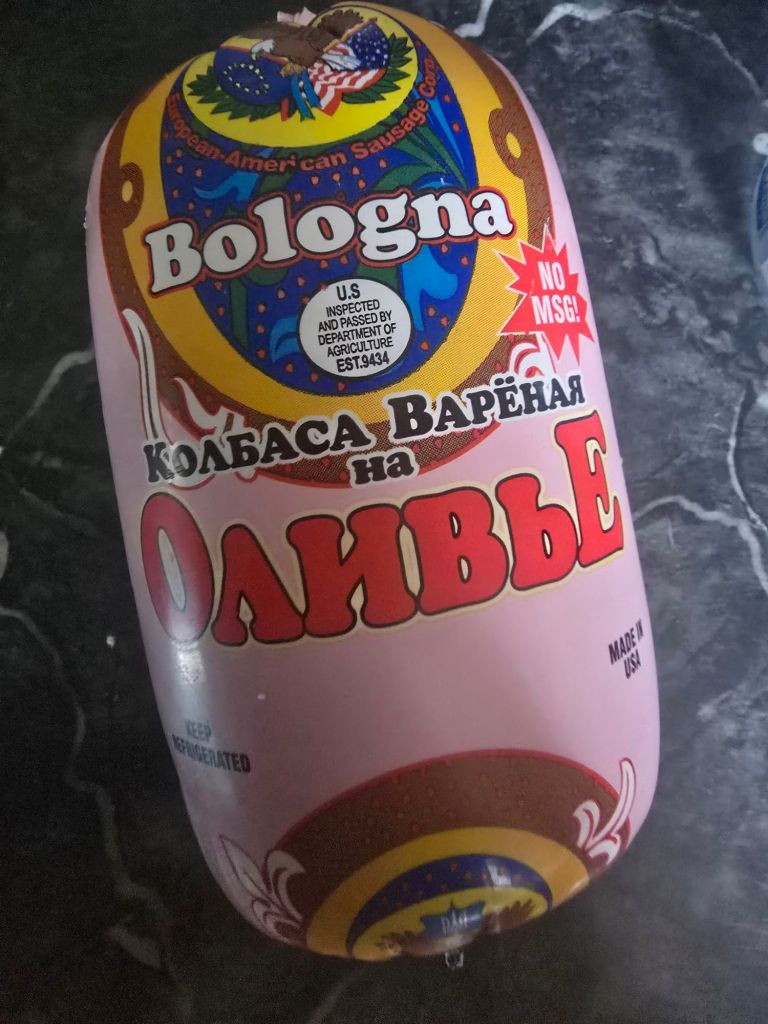 European-American Sausage Corp.
Bologna
U.S
INSPECTED
AND PASSED BY
DEPARTMENT OF
AGRICULTURE
EST.9434
NO
MSG!
КОЛБАСА ВАРЁНАЯ
на
ОЛИВЬЕ
MADE IN
USA
KEEP
REFRIGERATED